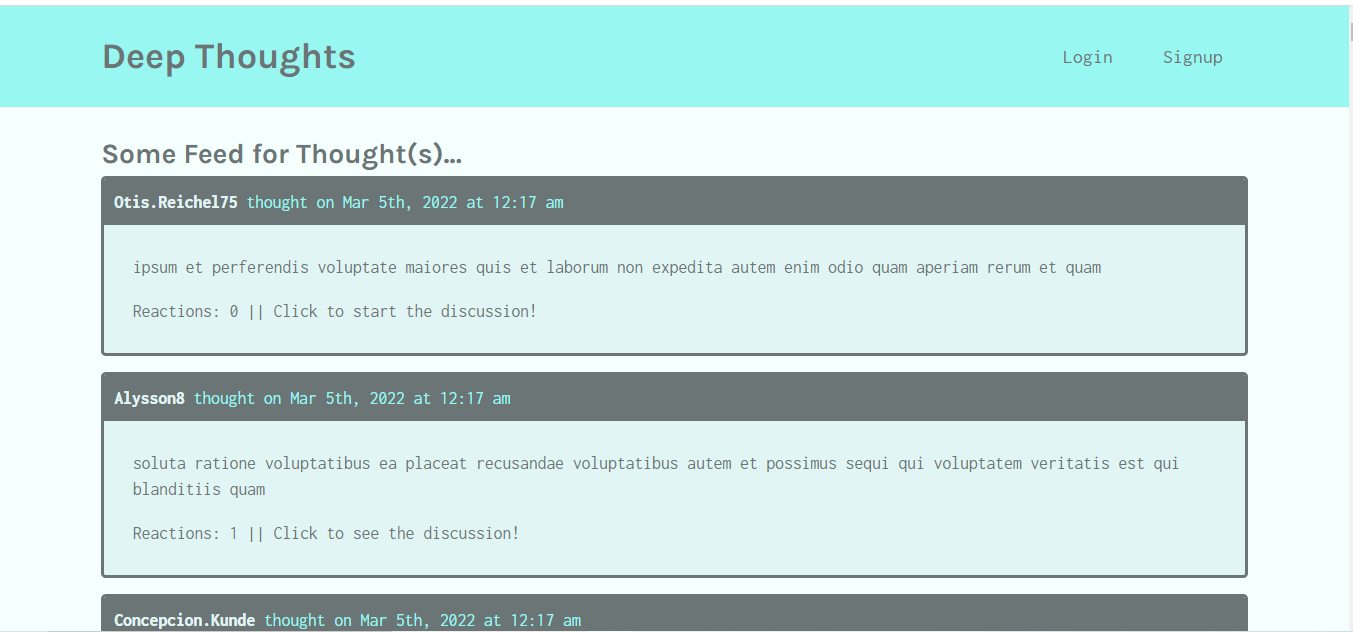 Deep Thoughts
Login Signup
Some Feed for Thought(s)...
Otis.Reichel75 thought on Mar 5th, 2022 at 12:17 am
ipsum et perferendis voluptate maiores quis et laborum non expedita autem enim odio quam aperiam rerum et quam
Reactions: 0 || Click to start the discussion!
Alysson8 thought on Mar 5th, 2022 at 12:17 am
soluta ratione voluptatibus ea placeat recusandae voluptatibus autem et possimus sequi qui voluptatem veritatis est qui
blanditiis quam
Reactions: 1 || Click to see the discussion!
Concepcion.Kunde thought on Mar 5th, 2022 at 12:17 am